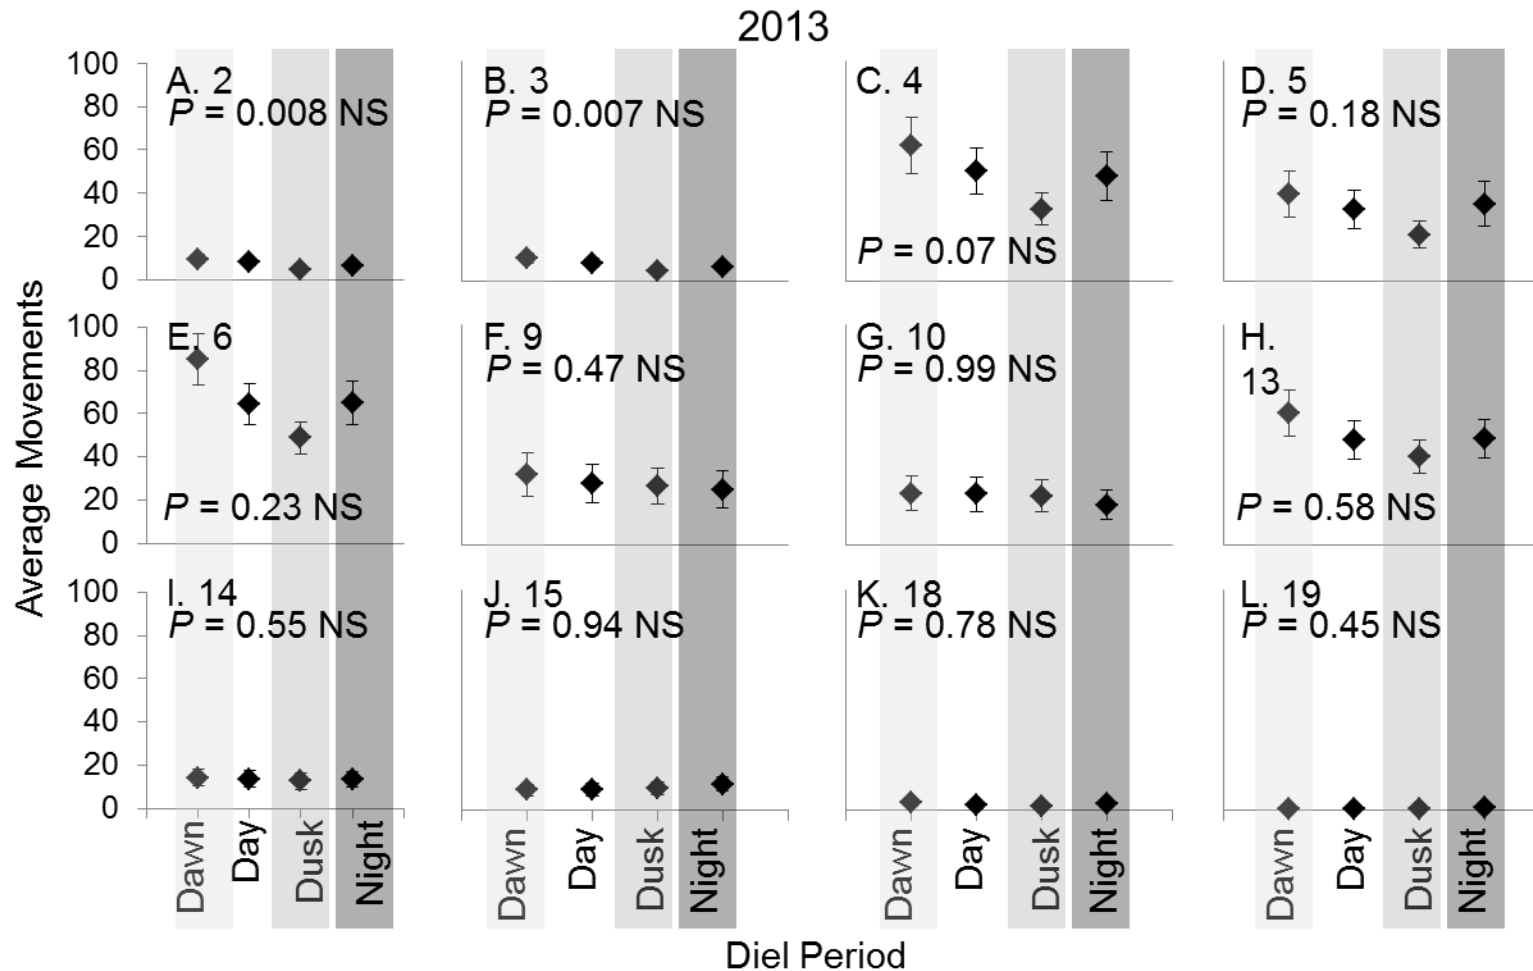 2013
Average Movements
100
80
60
40
20
0
A. 2
P = 0.008 NS
B. 3
P = 0.007 NS
C. 4
P = 0.07 NS
D. 5
P = 0.18 NS
100
80
60
40
20
0
E. 6
P = 0.23 NS
F. 9
P = 0.47 NS
G. 10
P = 0.99 NS
H.
13
P = 0.58 NS
100
80
60
40
20
0
I. 14
P = 0.55 NS
J. 15
P = 0.94 NS
K. 18
P = 0.78 NS
L. 19
P = 0.45 NS
Dawn
Day
Dusk
Night
Dawn
Day
Dusk
Night
Dawn
Day
Dusk
Night
Dawn
Day
Dusk
Night
Diel Period